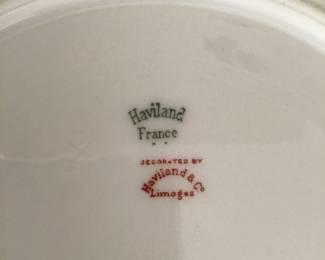 Haviland
France
DECORATED BY
Haviland & Co
Limoges